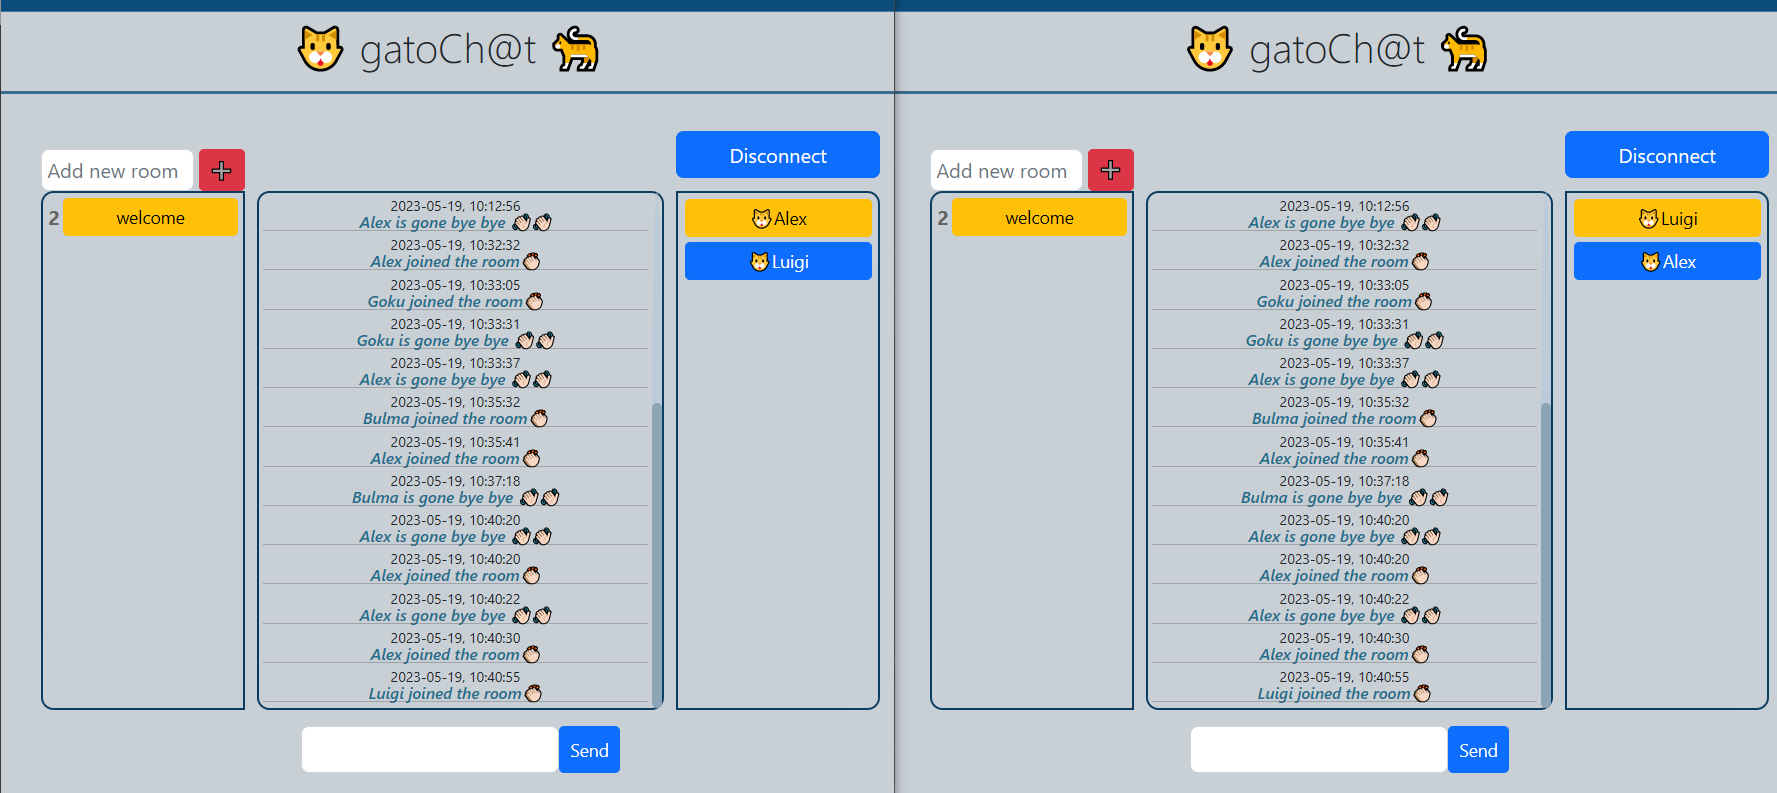 gatoCh@t
Disconnect
Add new room
2 welcome
2023-05-19, 10:12:56
Alex is gone bye bye
2023-05-19, 10:32:32
Alex joined the room
2023-05-19, 10:33:05
Goku joined the room
2023-05-19, 10:33:31
Goku is gone bye bye
2023-05-19, 10:33:37
Alex is gone bye bye
2023-05-19, 10:35:32
Bulma joined the room
2023-05-19, 10:35:41
Alex joined the room
2023-05-19, 10:37:18
Bulma is gone bye bye
2023-05-19, 10:40:20
Alex is gone bye bye
2023-05-19, 10:40:20
Alex joined the room
2023-05-19, 10:40:22
Alex is gone bye bye
2023-05-19, 10:40:30
Alex joined the room
2023-05-19, 10:40:55
Luigi joined the room
Alex
Luigi
Send
gatoCh@t
Disconnect
Add new room
2 welcome
2023-05-19, 10:12:56
Alex is gone bye bye
2023-05-19, 10:32:32
Alex joined the room
2023-05-19, 10:33:05
Goku joined the room
2023-05-19, 10:33:31
Goku is gone bye bye
2023-05-19, 10:33:37
Alex is gone bye bye
2023-05-19, 10:35:32
Bulma joined the room
2023-05-19, 10:35:41
Alex joined the room
2023-05-19, 10:37:18
Bulma is gone bye bye
2023-05-19, 10:40:20
Alex is gone bye bye
2023-05-19, 10:40:20
Alex joined the room
2023-05-19, 10:40:22
Alex is gone bye bye
2023-05-19, 10:40:30
Alex joined the room
2023-05-19, 10:40:55
Luigi joined the room
Luigi
Alex
Send